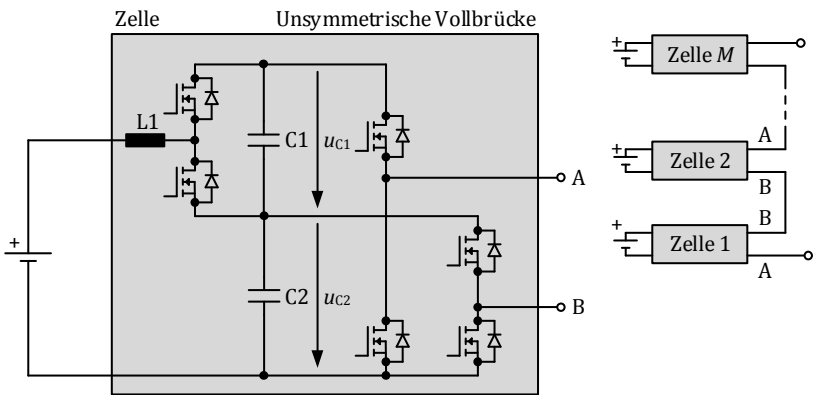 Zelle
Unsymmetrische Vollbrücke
L1
C1
uC1
A
+
C2
uC2
B
+
Zelle M
A
+
Zelle 2
B
B
+
Zelle 1
A